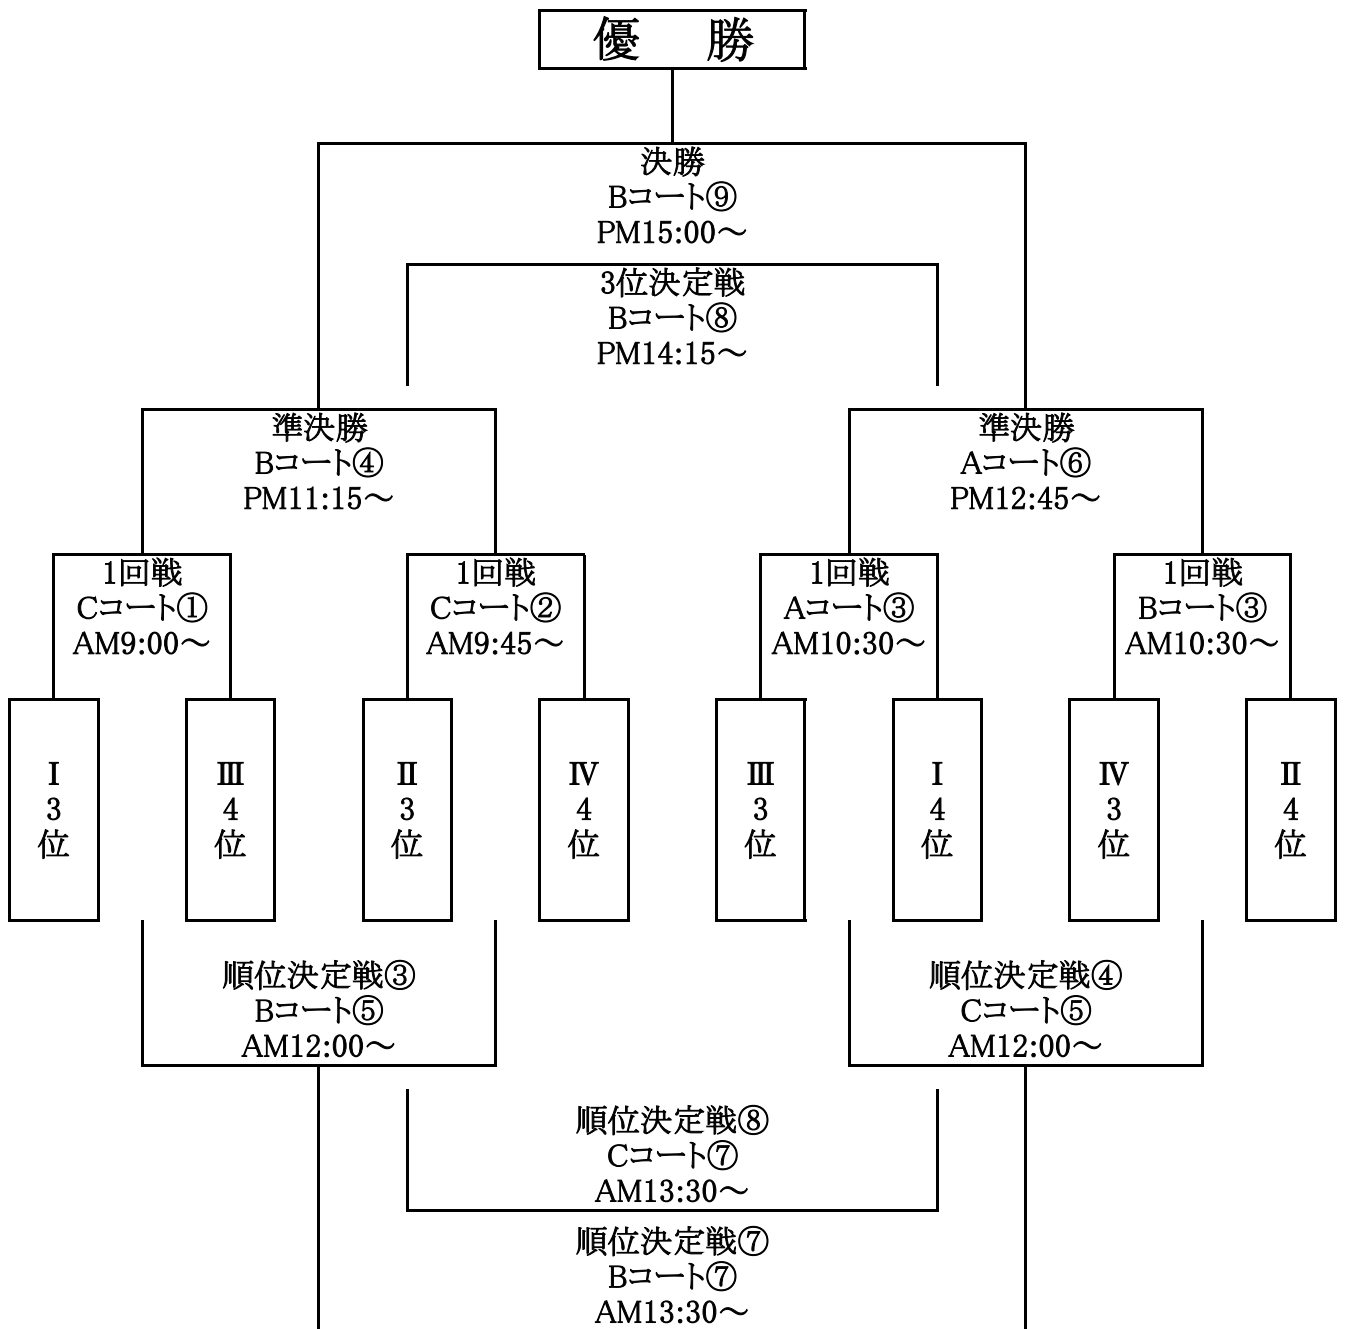 優　勝
決勝
Bコート⑨
PM15:00～
3位決定戦
Bコート⑧
PM14:15～
準決勝
Bコート④
PM11:15～
準決勝
Aコート⑥
PM12:45～
1回戦
Cコート①
AM9:00～
1回戦
Cコート②
AM9:45～
1回戦
Aコート③
AM10:30～
1回戦
Bコート③
AM10:30～
Ⅰ
3
位
Ⅲ
4
位
Ⅱ
3
位
Ⅳ
4
位
Ⅲ
3
位
Ⅰ
4
位
Ⅳ
3
位
Ⅱ
4
位
順位決定戦③
Bコート⑤
AM12:00～
順位決定戦④
Cコート⑤
AM12:00～
順位決定戦⑧
Cコート⑦
AM13:30～
順位決定戦⑦
Bコート⑦
AM13:30～